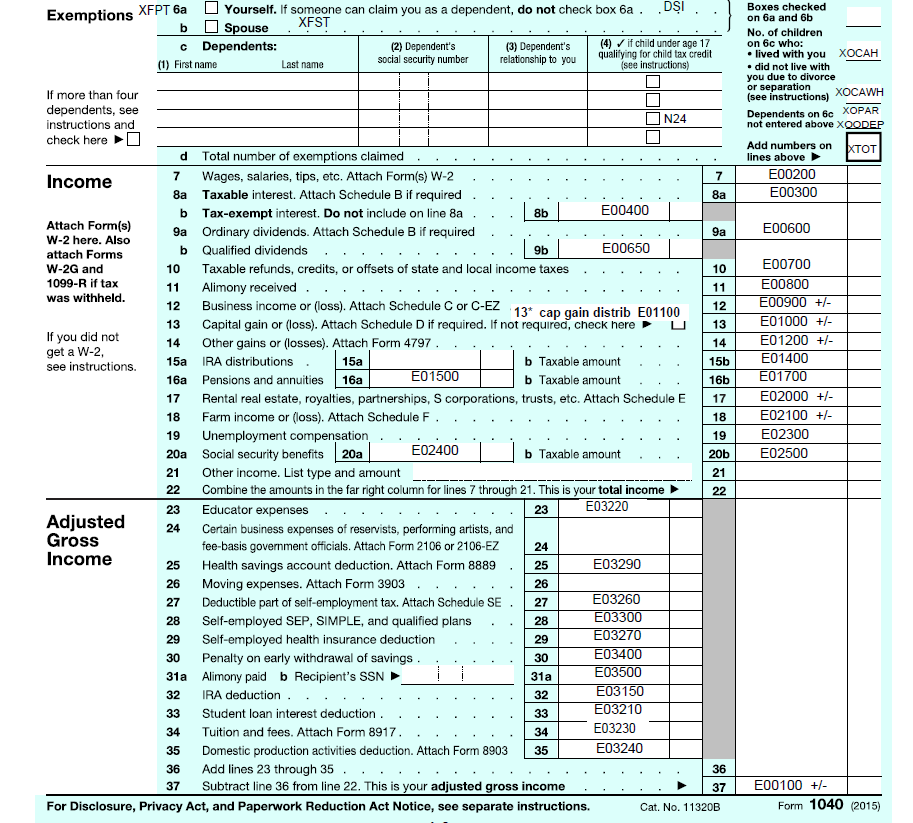 Exemptions XFPT 6a Yourself. If someone can claim you as a dependent, do not check box 6a . DSI
b Spouse XFST
c Dependents:
(1) First name Last name
(2) Dependent's
social security number
(3) Dependent's
relationship to you
(4) ✓ if child under age 17
qualifying for child tax credit
(see instructions)
N24
If more than four
dependents, see
instructions and
check here ▶
d Total number of exemptions claimed
Boxes checked
on 6a and 6b
No. of children
on 6c who:
• lived with you XOCAH
• did not live with
you due to divorce
or separation
(see instructions) XOCAWH
Dependents on 6c
not entered above XOPAR
XOODEP
Add numbers on
lines above ▶ XTOT
Income
Attach Form(s)
W-2 here. Also
attach Forms
W-2G and
1099-R if tax
was withheld.
If you did not
get a W-2,
see instructions.
7 Wages, salaries, tips, etc. Attach Form(s) W-2 7 E00200
8a Taxable interest. Attach Schedule B if required 8a E00300
b Tax-exempt interest. Do not include on line 8a 8b E00400
9a Ordinary dividends. Attach Schedule B if required 9a E00600
b Qualified dividends 9b E00650
10 Taxable refunds, credits, or offsets of state and local income taxes 10 E00700
11 Alimony received 11 E00800
12 Business income or (loss). Attach Schedule C or C-EZ 12 E00900 +/-
13* cap gain distrib E01100
13 Capital gain or (loss). Attach Schedule D if required. If not required, check here ▶ 13 E01000 +/-
14 Other gains or (losses). Attach Form 4797 14 E01200 +/-
15a IRA distributions 15a b Taxable amount 15b E01400
16a Pensions and annuities 16a E01500 b Taxable amount 16b E01700
17 Rental real estate, royalties, partnerships, S corporations, trusts, etc. Attach Schedule E 17 E02000 +/-
18 Farm income or (loss). Attach Schedule F 18 E02100 +/-
19 Unemployment compensation 19 E02300
20a Social security benefits 20a E02400 b Taxable amount 20b E02500
21 Other income. List type and amount 21
22 Combine the amounts in the far right column for lines 7 through 21. This is your total income ▶ 22
Adjusted
Gross
Income
23 Educator expenses 23 E03220
24 Certain business expenses of reservists, performing artists, and
fee-basis government officials. Attach Form 2106 or 2106-EZ 24
25 Health savings account deduction. Attach Form 8889 25 E03290
26 Moving expenses. Attach Form 3903 26
27 Deductible part of self-employment tax. Attach Schedule SE 27 E03260
28 Self-employed SEP, SIMPLE, and qualified plans 28 E03300
29 Self-employed health insurance deduction 29 E03270
30 Penalty on early withdrawal of savings 30 E03400
31a Alimony paid b Recipient's SSN ▶ 31a E03500
32 IRA deduction 32 E03150
33 Student loan interest deduction 33 E03210
34 Tuition and fees. Attach Form 8917 34 E03230
35 Domestic production activities deduction. Attach Form 8903 35 E03240
36 Add lines 23 through 35 36
37 Subtract line 36 from line 22. This is your adjusted gross income ▶ 37 E00100 +/-
For Disclosure, Privacy Act, and Paperwork Reduction Act Notice, see separate instructions. Cat. No. 11320B Form 1040 (2015)